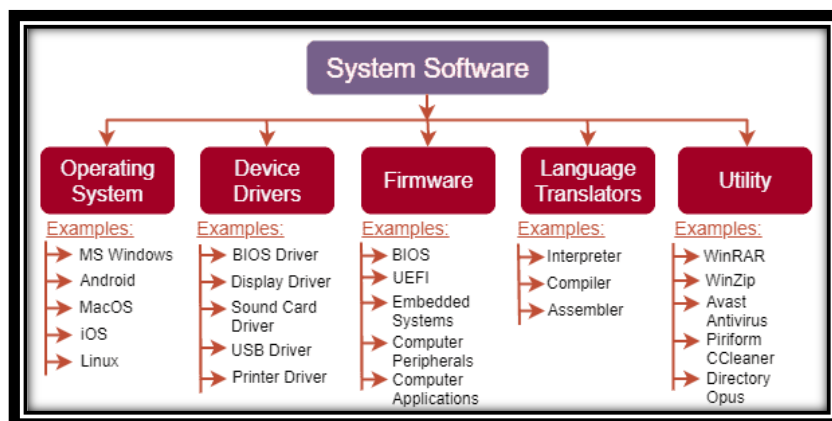 System Software
Operating
System
Examples:
MS Windows
Android
MacOS
iOS
Linux
Device
Drivers
Examples:
BIOS Driver
Display Driver
Sound Card
Driver
USB Driver
Printer Driver
Firmware
Examples:
BIOS
UEFI
Embedded
Systems
Computer
Peripherals
Computer
Applications
Language
Translators
Examples:
Interpreter
Compiler
Assembler
Utility
Examples:
WinRAR
WinZip
Avast
Antivirus
Piriform
CCleaner
Directory
Opus